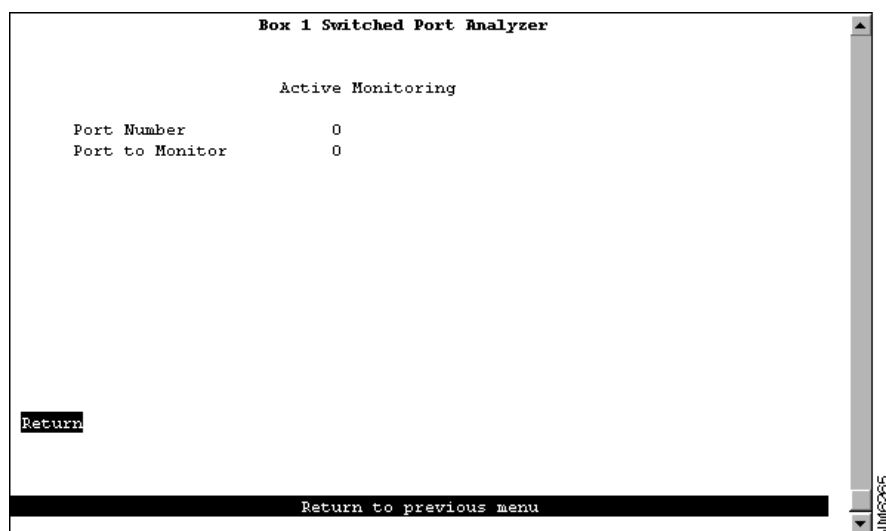 Box 1 Switched Port Analyzer
Active Monitoring
Port Number 0
Port to Monitor 0
Return
Return to previous menu